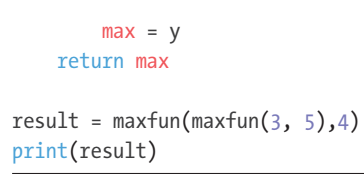 max = y
return max
result = maxfun(maxfun(3, 5),4)
print(result)